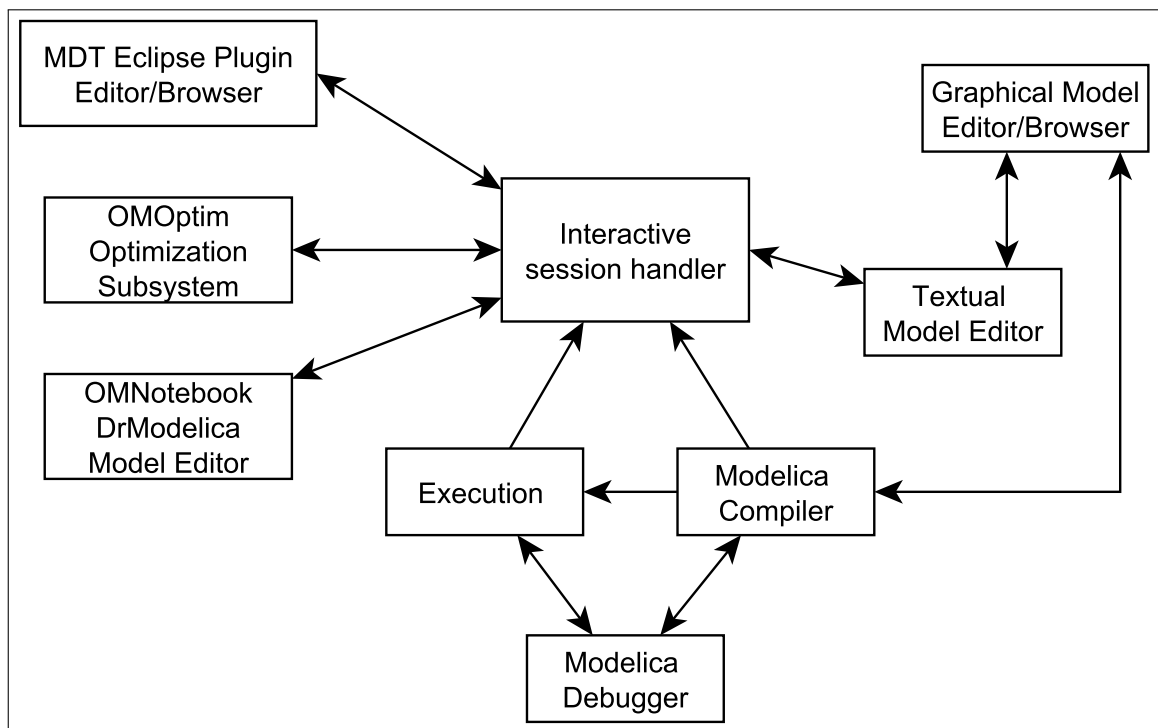 MDT Eclipse Plugin
Editor/Browser
Graphical Model
Editor/Browser
OMOptim
Optimization
Subsystem
Interactive
session handler
Textual
Model Editor
OMNotebook
DrModelica
Model Editor
Execution
Modelica
Compiler
Modelica
Debugger